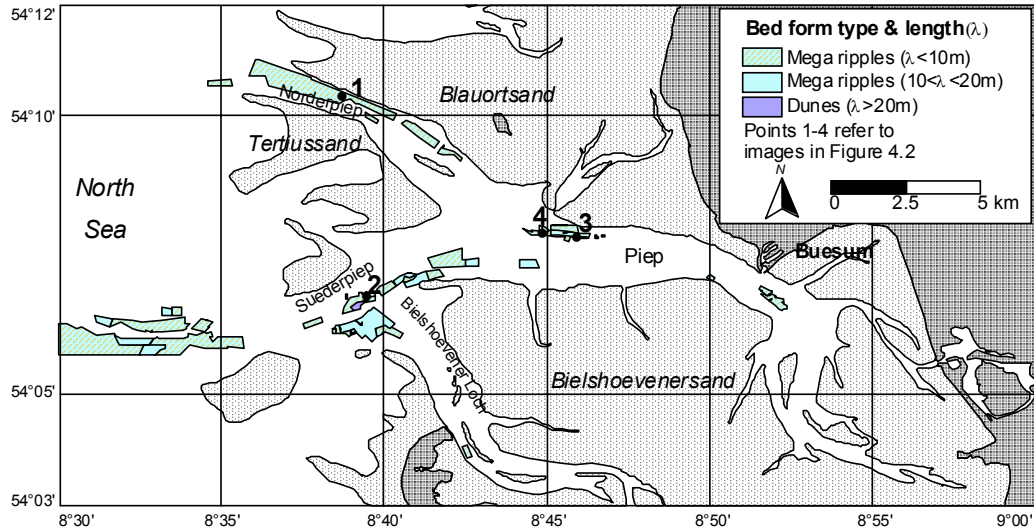 54°12'
54°10'
54°05'
54°03'
8°30'
8°35'
8°40'
8°45'
8°50'
8°55'
9°00'
Bed form type & length(λ)
Mega ripples (λ<10m)
Mega ripples (10<λ<20m)
Dunes (λ>20m)
Points 1-4 refer to
images in Figure 4.2
N
0 2.5 5 km
1
Norderpiep
Blauortsand
Tertiussand
North
Sea
4 3
Piep
Buesum
Suederpiep
2
Bielshoevener Loch
Bielshoevenersand